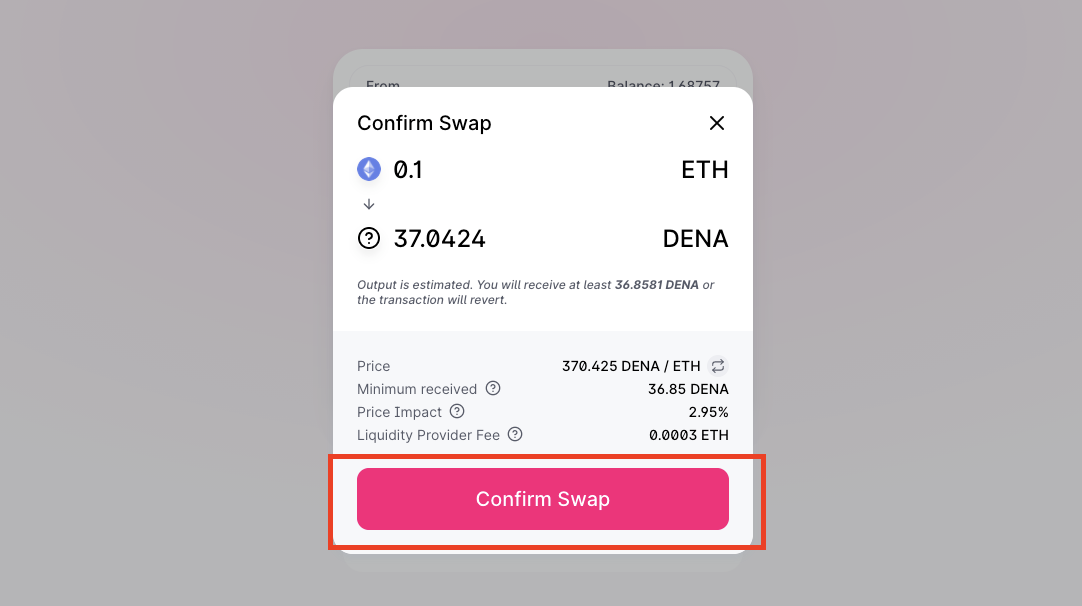 From Balance: 1.68757
Confirm Swap
0.1 ETH
37.0424 DENA
Output is estimated. You will receive at least 36.8581 DENA or
the transaction will revert.
Price 370.425 DENA / ETH
Minimum received 36.85 DENA
Price Impact 2.95%
Liquidity Provider Fee 0.0003 ETH
Confirm Swap